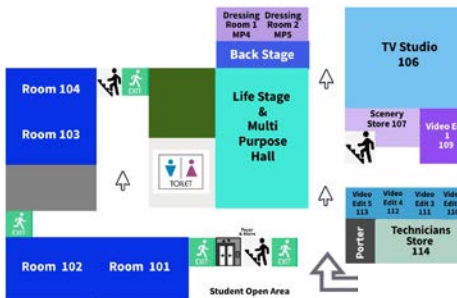 Dressing
Room 1
MP4
Dressing
Room 2
MP5
Back Stage
TV Studio
106
Room 104
EXIT
Life Stage
&
Multi
Purpose
Hall
Room 103
Scenery
Store 107
Video Edit
1
109
TOILET
Video
Edit 5
113
Video
Edit 4
112
Video
Edit 3
111
Video
Edit
110
EXIT
Porter
Technicians
Store
114
Room 102
Room 101
EXIT
EXIT
Student Open Area